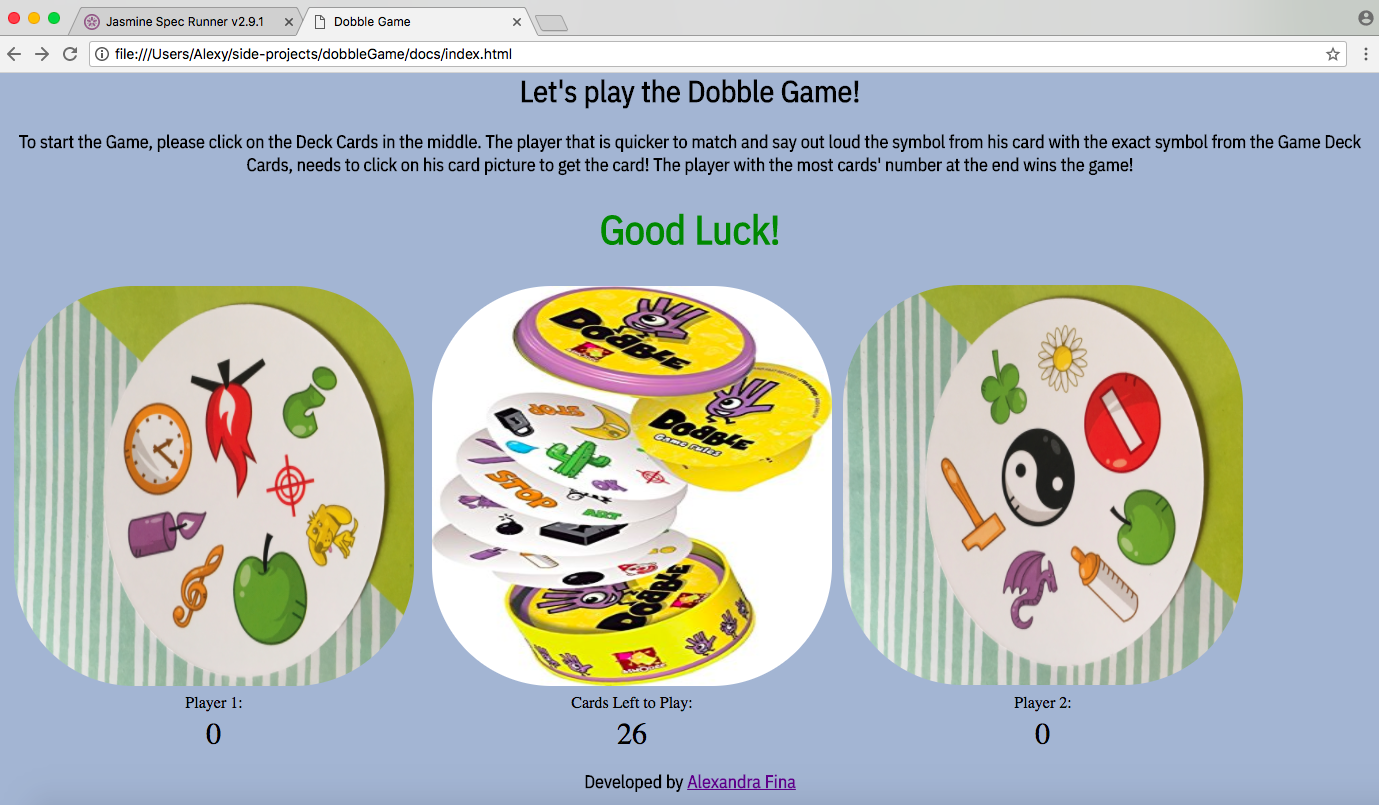 Jasmine Spec Runner v2.9.1
Dobble Game
file:///Users/Alexy/side-projects/dobbleGame/docs/index.html
Let's play the Dobble Game!
To start the Game, please click on the Deck Cards in the middle. The player that is quicker to match and say out loud the symbol from his card with the exact symbol from the Game Deck
Cards, needs to click on his card picture to get the card! The player with the most cards' number at the end wins the game!
Good Luck!
DOBBLE
DOBBLE
Game rules
STOP
STOP
ART
DOBBLE
DOBBLE
Player 1:
Cards Left to Play:
Player 2:
0
26
0
Developed by Alexandra Fina